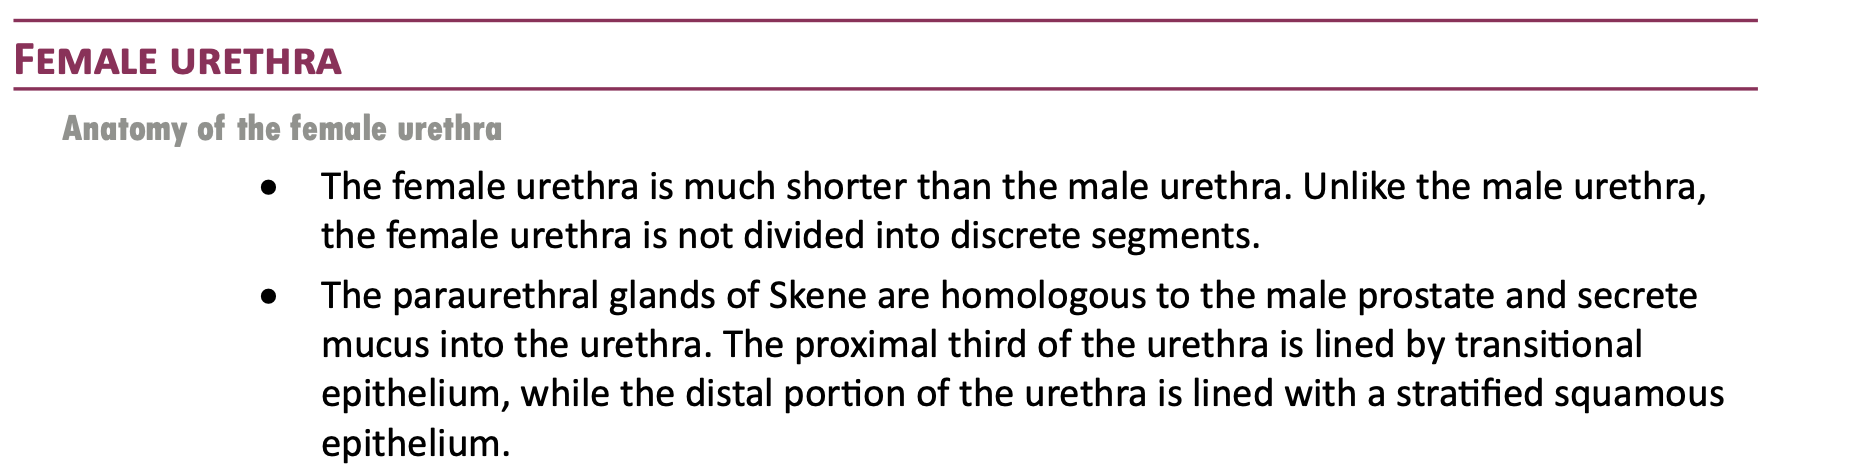 FEMALE URETHRA
Anatomy of the female urethra
• The female urethra is much shorter than the male urethra. Unlike the male urethra,
the female urethra is not divided into discrete segments.
• The paraurethral glands of Skene are homologous to the male prostate and secrete
mucus into the urethra. The proximal third of the urethra is lined by transitional
epithelium, while the distal portion of the urethra is lined with a stratified squamous
epithelium.